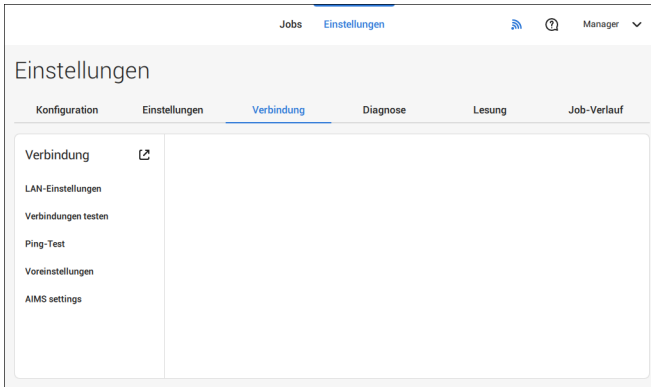 Jobs Einstellungen Manager
Einstellungen
Konfiguration Einstellungen Verbindung Diagnose Lesung Job-Verlauf
Verbindung
LAN-Einstellungen
Verbindungen testen
Ping-Test
Voreinstellungen
AIMS settings